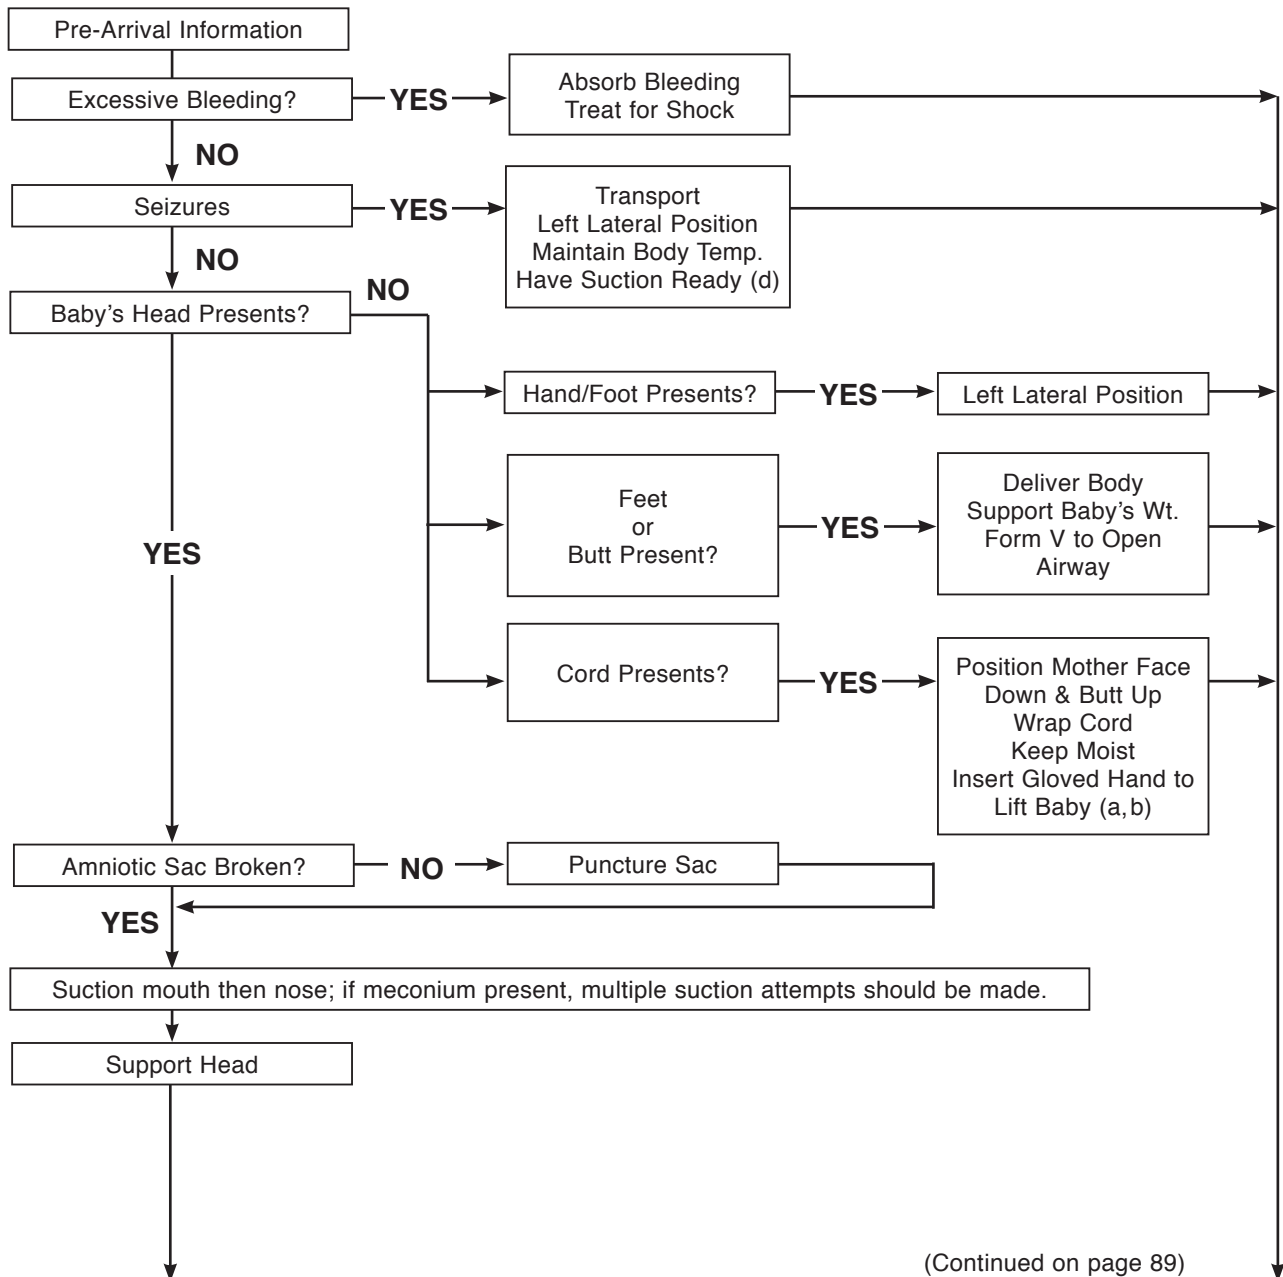 Pre-Arrival Information
Excessive Bleeding?
YES
Absorb Bleeding
Treat for Shock
NO
Seizures
YES
Transport
Left Lateral Position
Maintain Body Temp.
Have Suction Ready (d)
NO
Baby's Head Presents?
NO
Hand/Foot Presents?
YES
Left Lateral Position
Feet
or
Butt Present?
YES
Deliver Body
Support Baby's Wt.
Form V to Open
Airway
YES
Cord Presents?
YES
Position Mother Face
Down & Butt Up
Wrap Cord
Keep Moist
Insert Gloved Hand to
Lift Baby (a,b)
Amniotic Sac Broken?
NO
Puncture Sac
YES
Suction mouth then nose; if meconium present, multiple suction attempts should be made.
Support Head
(Continued on page 89)